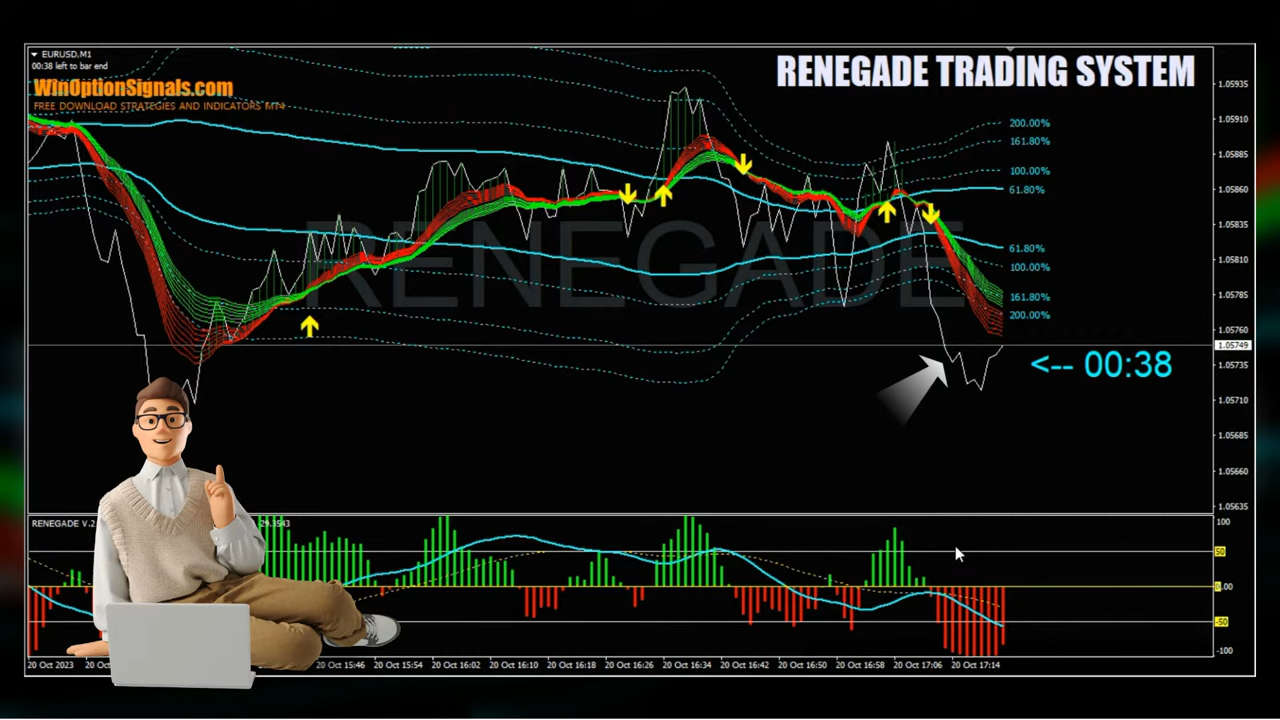 EURUSD,M1
00:38 left to bar end
WinOptionSignals.com
FREE DOWNLOAD STRATEGIES AND INDICATORS MT4
RENEGADE TRADING SYSTEM
RENEGADE
200.00%
161.80%
100.00%
61.80%
61.80%
100.00%
161.80%
200.00%
<-- 00:38
1.05935
1.05910
1.05885
1.05860
1.05835
1.05810
1.05785
1.05760
1.05749
1.05735
1.05710
1.05685
1.05660
1.05635
RENEGADE V.2
29.3543
100
50
0.00
-50
-100
20 Oct 2023
20 Oct 15:46
20 Oct 15:54
20 Oct 16:02
20 Oct 16:10
20 Oct 16:18
20 Oct 16:26
20 Oct 16:34
20 Oct 16:42
20 Oct 16:50
20 Oct 16:58
20 Oct 17:06
20 Oct 17:14